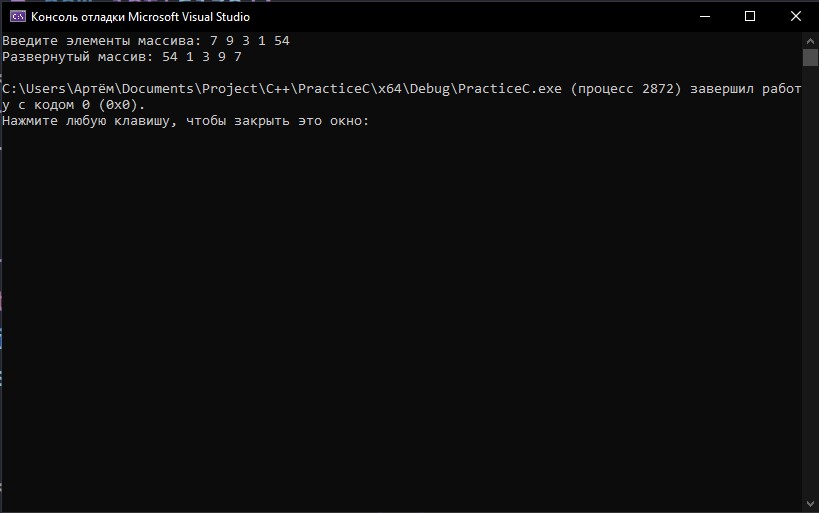 Консоль отладки Microsoft Visual Studio
Введите элементы массива: 7 9 3 1 54
Развернутый массив: 54 1 3 9 7
C:\Users\Артём\Documents\Project\C++\PracticeC\x64\Debug\PracticeC.exe (процесс 2872) завершил работ
у с кодом 0 (0x0).
Нажмите любую клавишу, чтобы закрыть это окно: